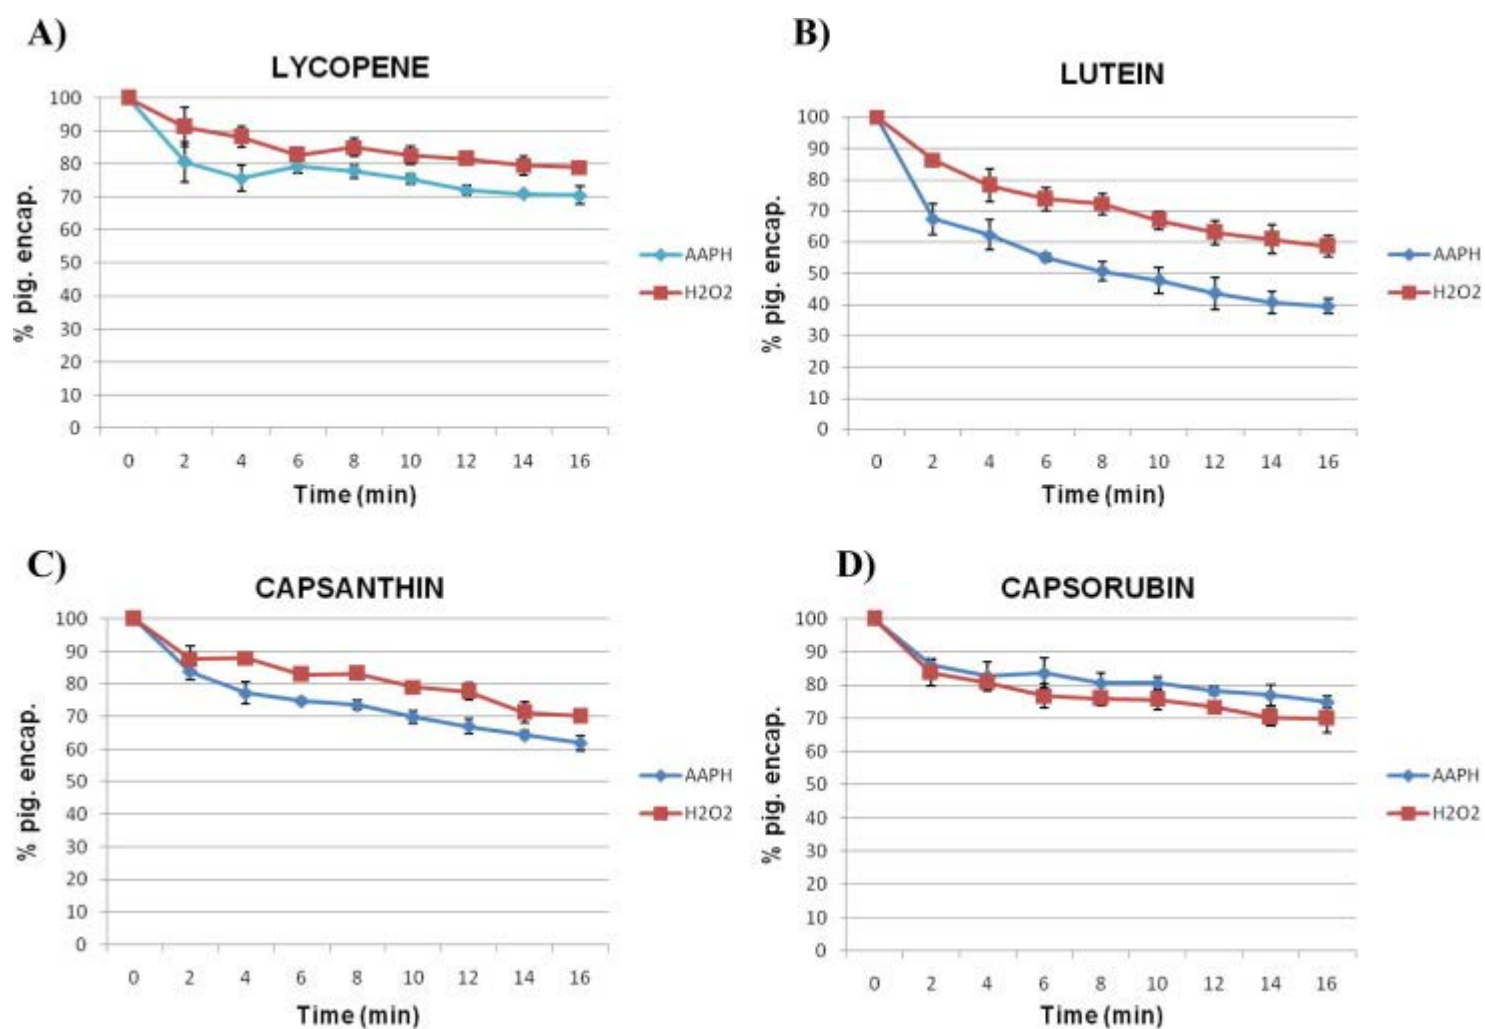 A)
LYCOPENE
100
90
80
70
60
50
40
30
20
10
0
% pig. encap.
0 2 4 6 8 10 12 14 16
Time (min)
AAPH
H2O2
B)
LUTEIN
100
90
80
70
60
50
40
30
20
10
0
% pig. encap.
0 2 4 6 8 10 12 14 16
Time (min)
AAPH
H2O2
C)
CAPSANTHIN
100
90
80
70
60
50
40
30
20
10
0
% pig. encap.
0 2 4 6 8 10 12 14 16
Time (min)
AAPH
H2O2
D)
CAPSORUBIN
100
90
80
70
60
50
40
30
20
10
0
% pig. encap.
0 2 4 6 8 10 12 14 16
Time (min)
AAPH
H2O2